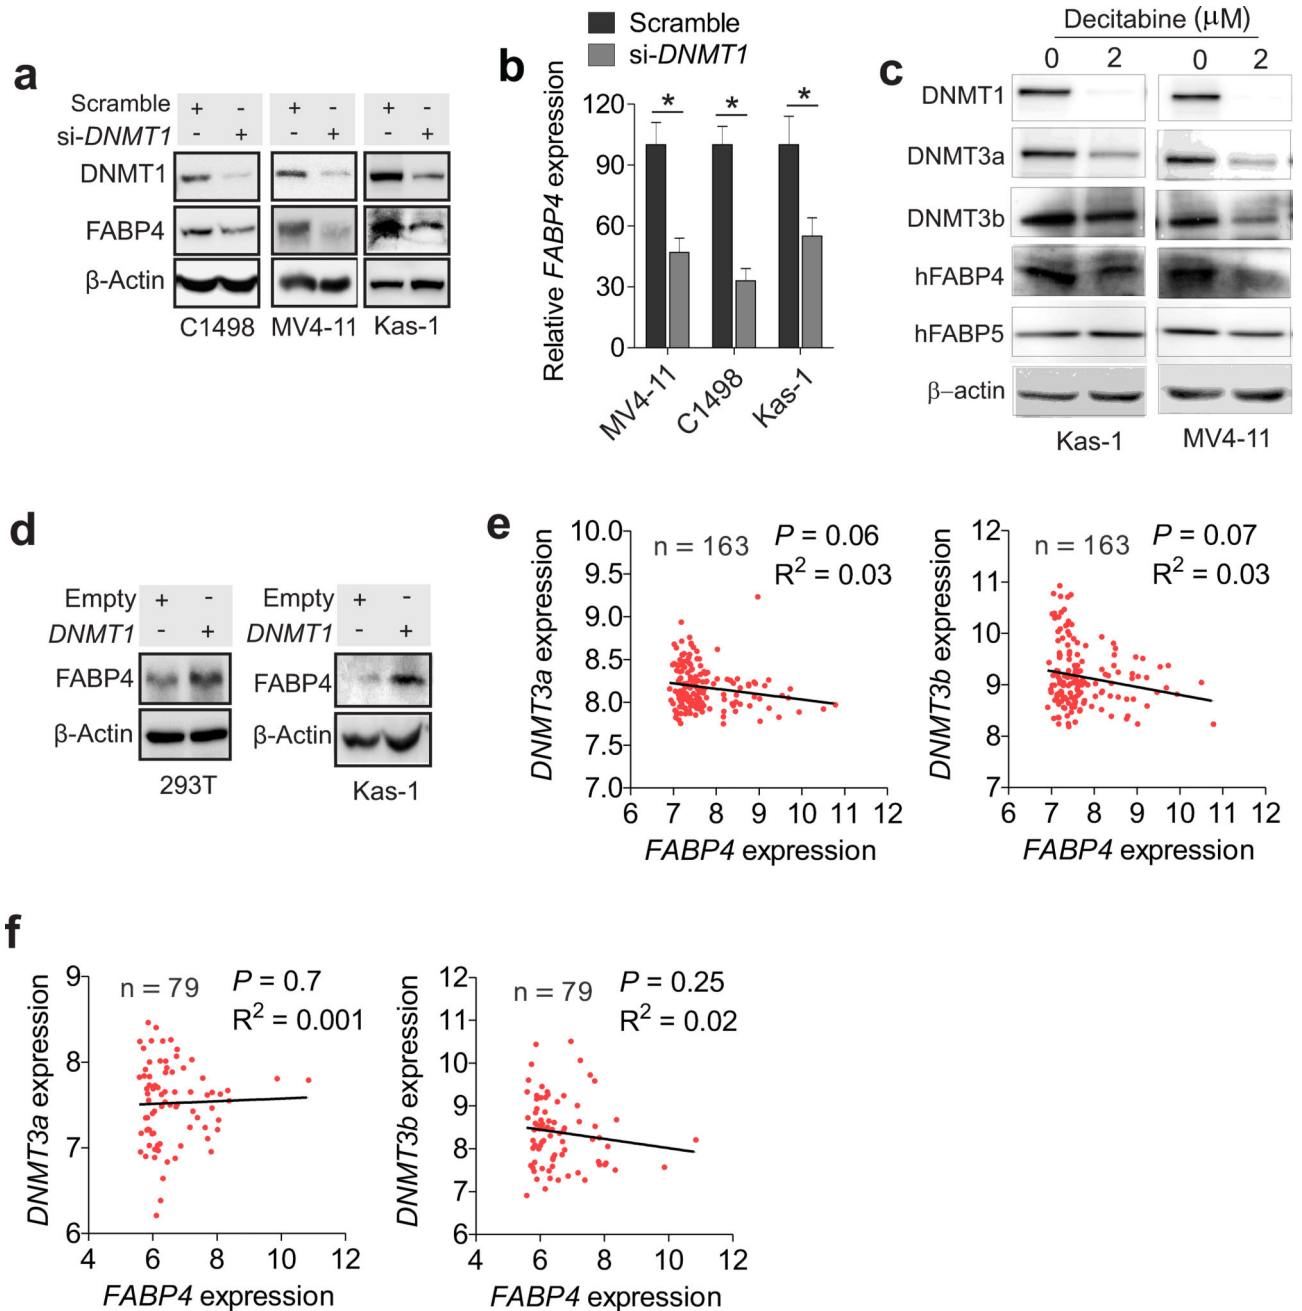 a
Scramble + - + - + -
si-DNMT1 - + - + - +
DNMT1
FABP4
β-Actin
C1498 MV4-11 Kas-1
b
Scramble
si-DNMT1
Relative FABP4 expression
120
90
60
30
0
* * *
MV4-11 C1498 Kas-1
c
Decitabine (μM)
0 2 0 2
DNMT1
DNMT3a
DNMT3b
hFABP4
hFABP5
β–actin
Kas-1 MV4-11
d
Empty + -
DNMT1 - +
FABP4
β-Actin
293T
Empty + -
DNMT1 - +
FABP4
β-Actin
Kas-1
e
DNMT3a expression
10.0
9.5
9.0
8.5
8.0
7.5
7.0
n = 163
P = 0.06
R² = 0.03
6 7 8 9 10 11 12
FABP4 expression
DNMT3b expression
12
11
10
9
8
7
n = 163
P = 0.07
R² = 0.03
6 7 8 9 10 11 12
FABP4 expression
f
DNMT3a expression
9
8
7
6
n = 79
P = 0.7
R² = 0.001
4 6 8 10 12
FABP4 expression
DNMT3b expression
12
11
10
9
8
7
6
n = 79
P = 0.25
R² = 0.02
4 6 8 10 12
FABP4 expression